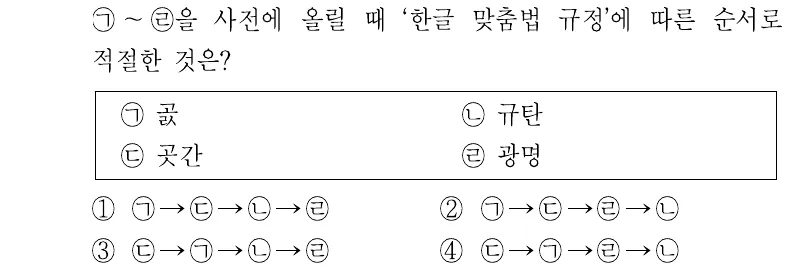 ㉠ ~ ㉣을 사전에 올릴 때 ‘한글 맞춤법 규정’에 따른 순서로
적절한 것은?
㉠ 곬 ㉡ 규탄
㉢ 곳간 ㉣ 광명
① ㉠→㉢→㉡→㉣ ② ㉠→㉢→㉣→㉡
③ ㉢→㉠→㉡→㉣ ④ ㉢→㉠→㉣→㉡